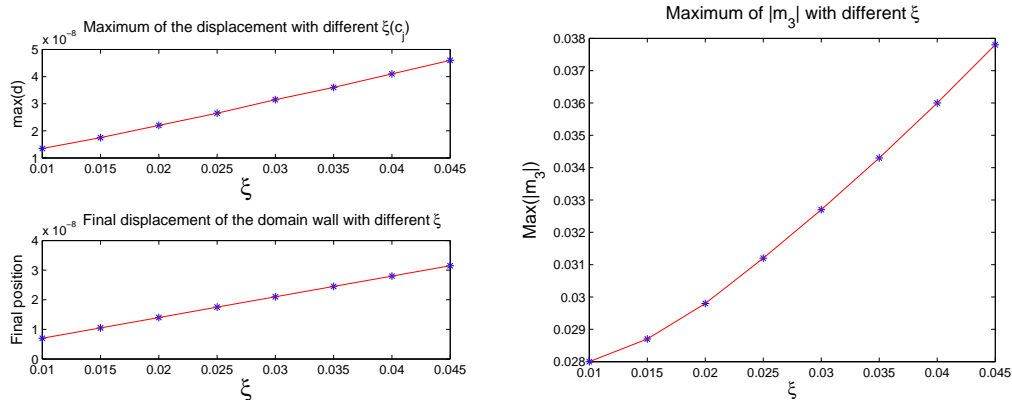 Maximum of the displacement with different ξ(c_j)
x 10^-8
5
4
3
2
1
max(d)
0.01 0.015 0.02 0.025 0.03 0.035 0.04 0.045
ξ
Final displacement of the domain wall with different ξ
x 10^-8
4
3
2
1
0
Final position
0.01 0.015 0.02 0.025 0.03 0.035 0.04 0.045
ξ
Maximum of |m_3| with different ξ
0.038
0.037
0.036
0.035
0.034
0.033
0.032
0.031
0.03
0.029
0.028
Max(|m_3|)
0.01 0.015 0.02 0.025 0.03 0.035 0.04 0.045
ξ